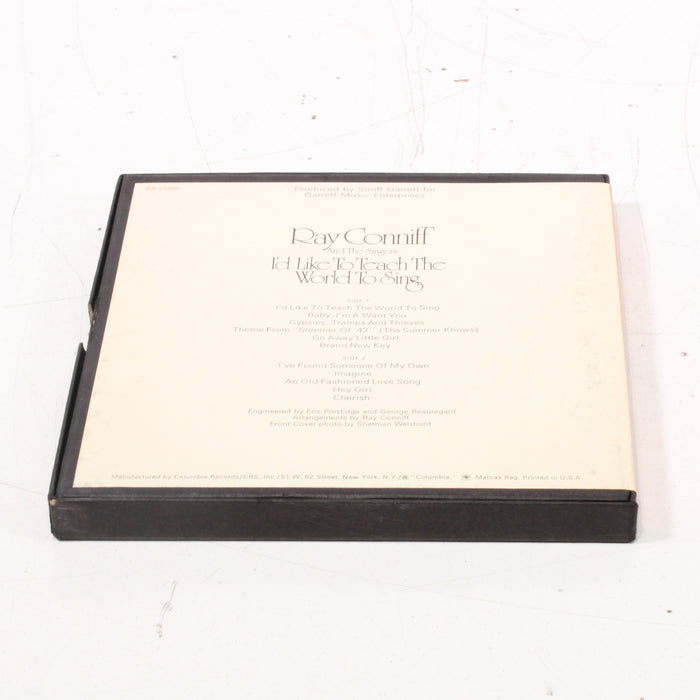 Produced by Snuff Garrett for
Garrett Music Enterprises
Ray Conniff
And The Singers
I'd Like To Teach The
World To Sing
SIDE 1
I'd Like To Teach The World To Sing
Baby, I'm A Want You
Gypsies, Tramps And Thieves
Theme From "Summer Of '42" (The Summer Knows)
Go Away Little Girl
Brand New Key
SIDE 2
I've Found Someone Of My Own
Imagine
An Old Fashioned Love Song
Hey Girl
Cherish
Engineered by Eric Prestidge and George Beauregard
Arrangements by Ray Conniff
Front Cover photo by Sherman Weisburd
Manufactured by Columbia Records/CBS, Inc./51 W. 52 Street, New York, N.Y./® "Columbia," Marcas Reg. Printed in U.S.A.